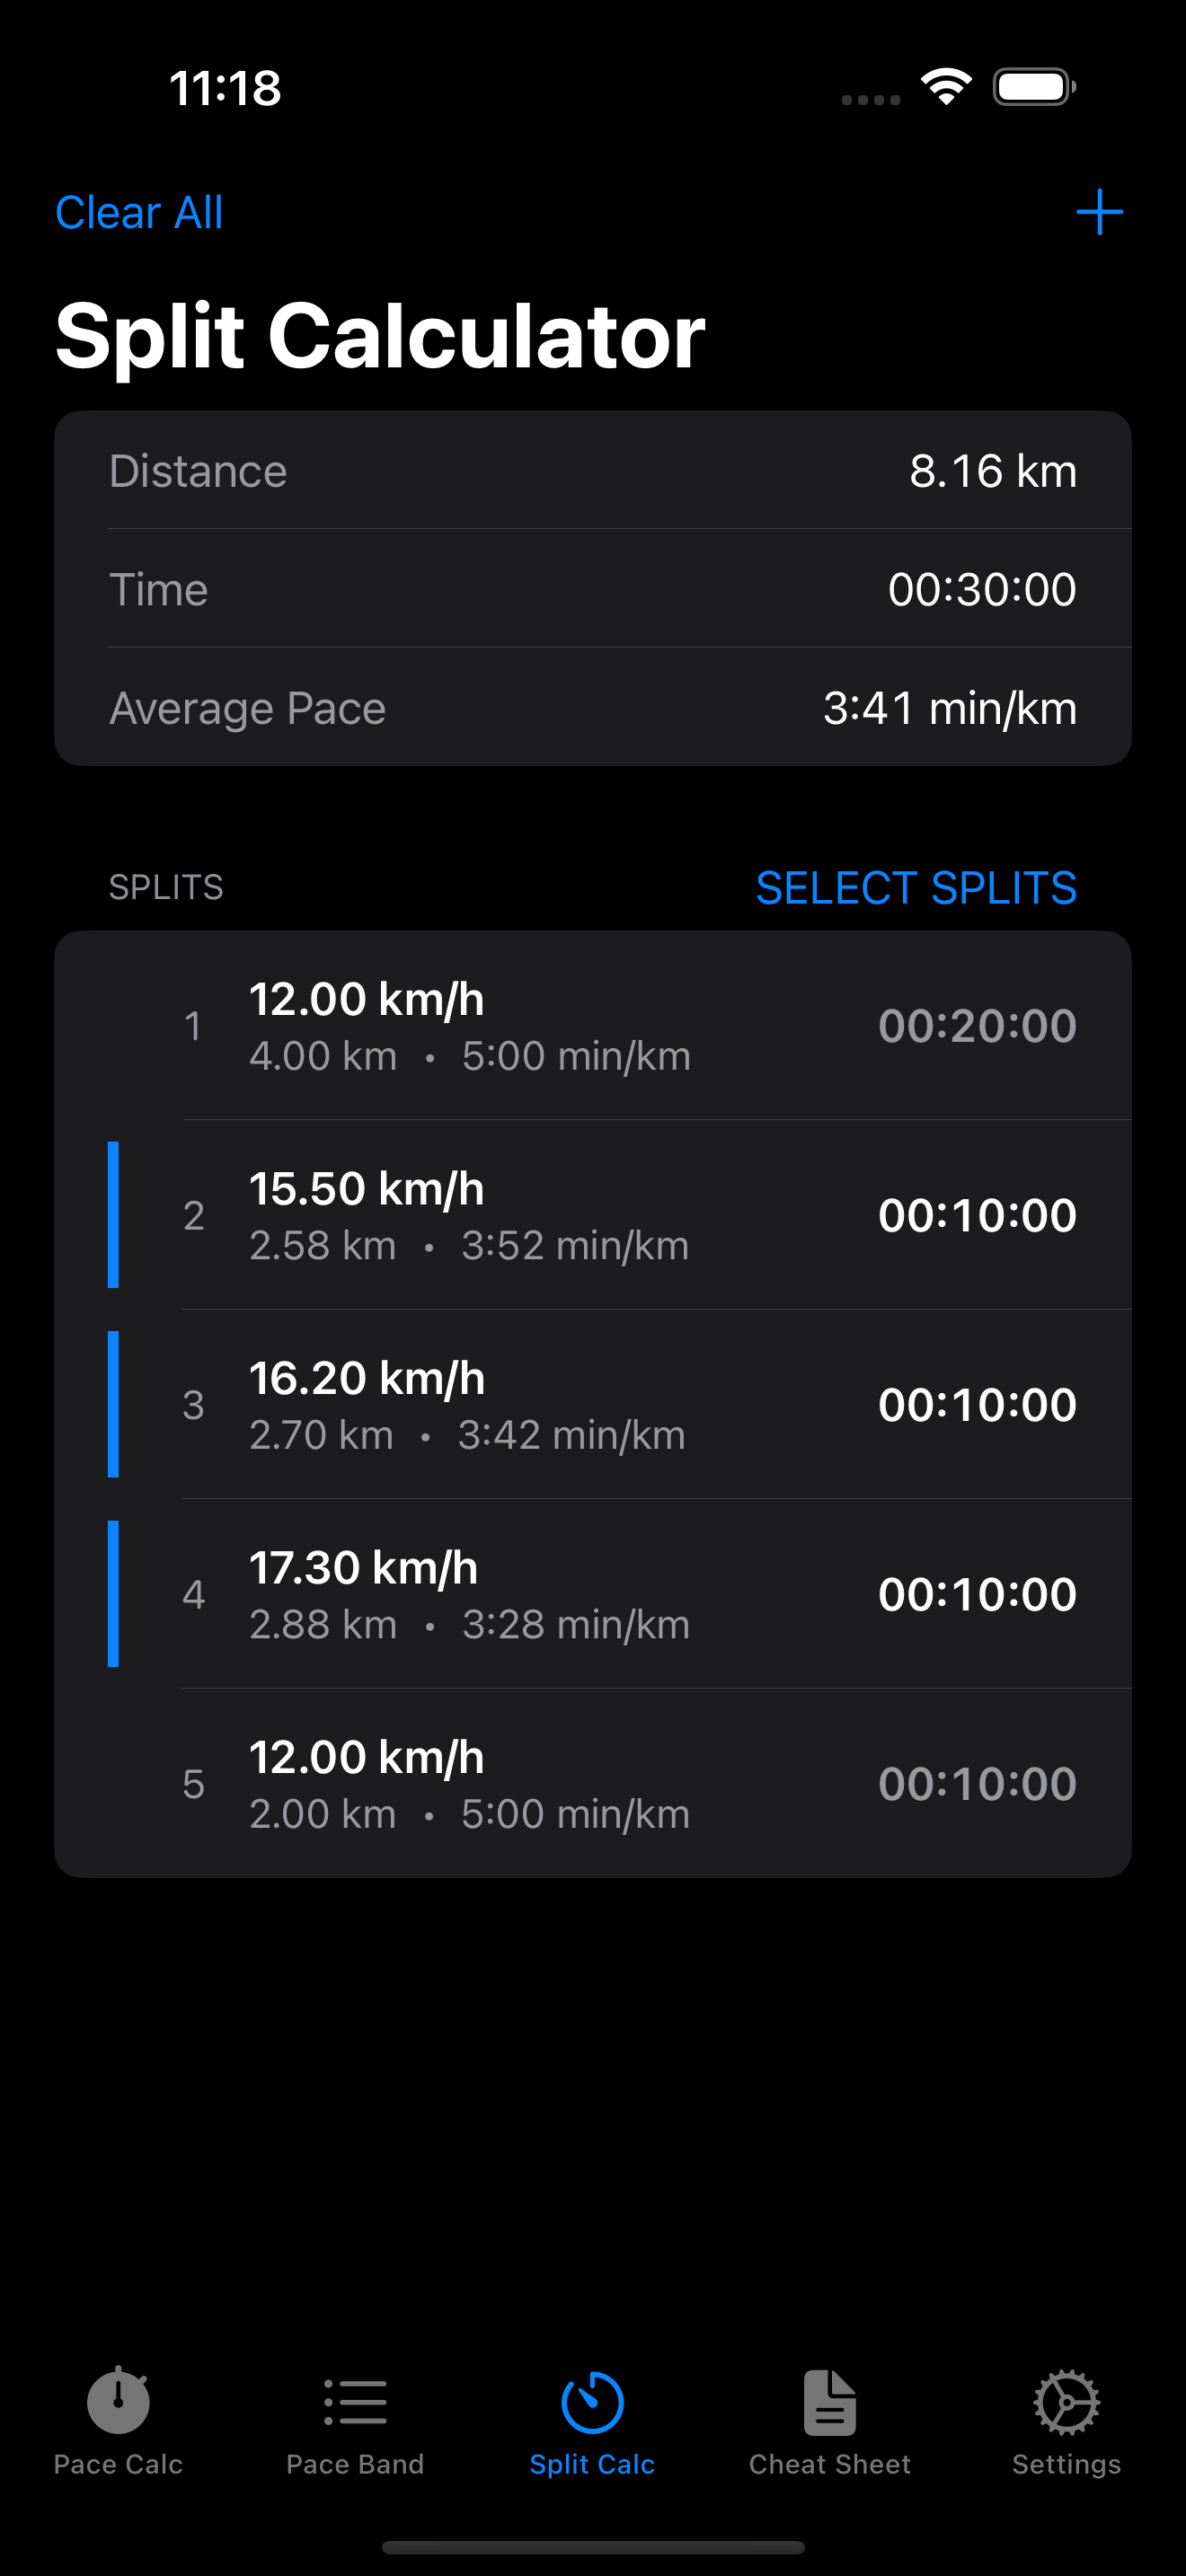 11:18
Clear All
Split Calculator
Distance 8.16 km
Time 00:30:00
Average Pace 3:41 min/km
SPLITS SELECT SPLITS
12.00 km/h
1 00:20:00
4.00 km • 5:00 min/km
15.50 km/h
2 00:10:00
2.58 km • 3:52 min/km
16.20 km/h
3 00:10:00
2.70 km • 3:42 min/km
17.30 km/h
4 00:10:00
2.88 km • 3:28 min/km
12.00 km/h
5 00:10:00
2.00 km • 5:00 min/km
Pace Calc Pace Band Split Calc Cheat Sheet Settings